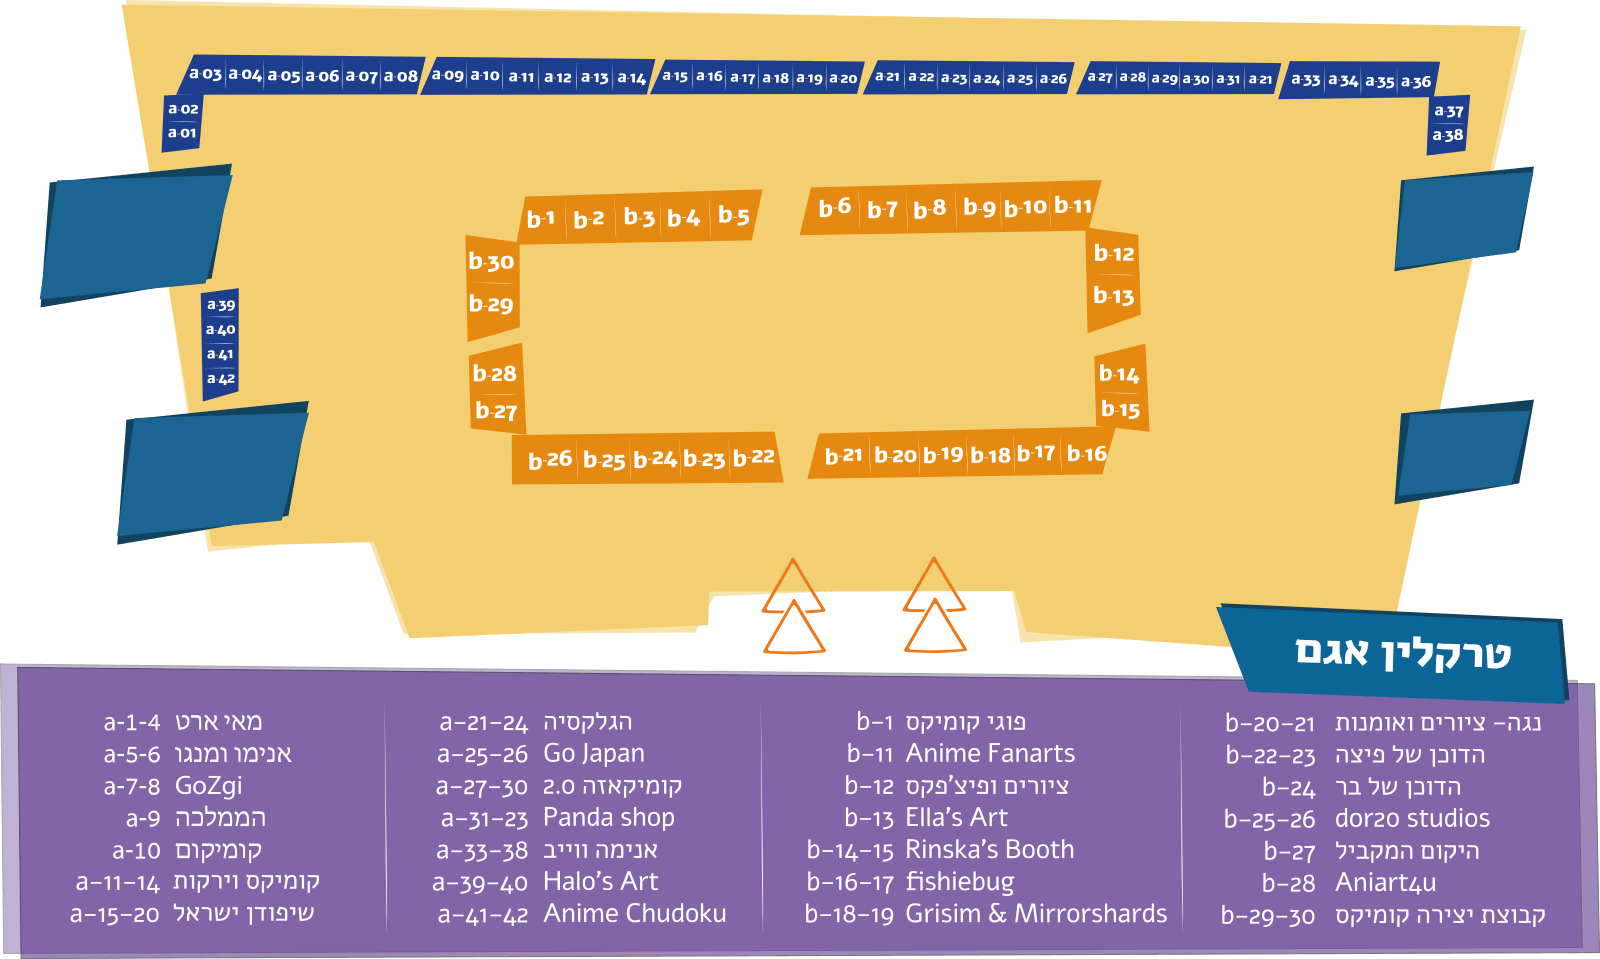 a-03 a-04 a-05 a-06 a-07 a-08 a-09 a-10 a-11 a-12 a-13 a-14 a-15 a-16 a-17 a-18 a-19 a-20 a-21 a-22 a-23 a-24 a-25 a-26 a-27 a-28 a-29 a-30 a-31 a-21 a-33 a-34 a-35 a-36
a-02
a-01
a-37
a-38
a-39
a-40
a-41
a-42
b-1 b-2 b-3 b-4 b-5 b-6 b-7 b-8 b-9 b-10 b-11
b-30
b-29
b-28
b-27
b-12
b-13
b-14
b-15
b-26 b-25 b-24 b-23 b-22 b-21 b-20 b-19 b-18 b-17 b-16
טרקלין אגם
a-1-4 מאי ארט
a-5-6 אנימו ומנגו
a-7-8 GoZgi
a-9 הממלכה
a-10 קומיקום
a-11-14 קומיקס וירקות
a-15-20 שיפודן ישראל
a-21-24 הגלקסיה
a-25-26 Go Japan
a-27-30 קומיקאזה 2.0
a-31-23 Panda shop
a-33-38 אנימה ווייב
a-39-40 Halo's Art
a-41-42 Anime Chudoku
b-1 פוגי קומיקס
b-11 Anime Fanarts
b-12 ציורים ופיצ'פקס
b-13 Ella's Art
b-14-15 Rinska's Booth
b-16-17 fishiebug
b-18-19 Grisim & Mirrorshards
b-20-21 נגה- ציורים ואומנות
b-22-23 הדוכן של פיצה
b-24 הדוכן של בר
b-25-26 dor20 studios
b-27 היקום המקביל
b-28 Aniart4u
b-29-30 קבוצת יצירה קומיקס